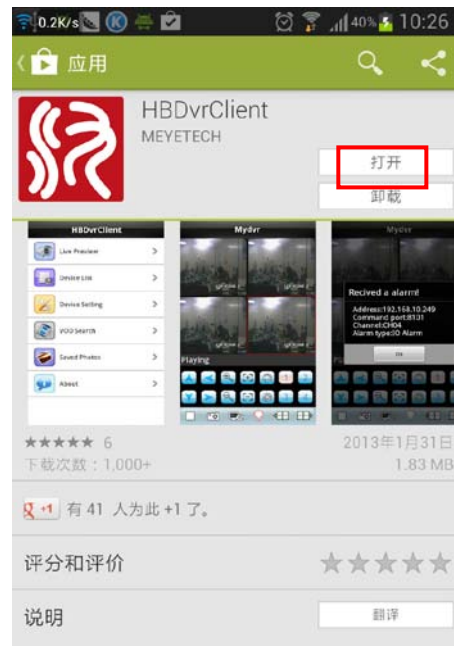 0.2K/s 40% 10:26
应用
HBDvrClient
MEYETECH
打开
卸载
HBDvrClient
Live Preview
Device List
Device Setting
VOD Search
Saved Photos
About
Mydvr
Playing
Mydvr
Recived a alarm!
Address:192.168.10.249
Command port:8101
Channel:CH04
Alarm type:IO Alarm
★★★★★ 6
2013年1月31日
下载次数：1,000+
1.83 MB
+1 有 41 人为此 +1 了。
评分和评价
说明
翻译